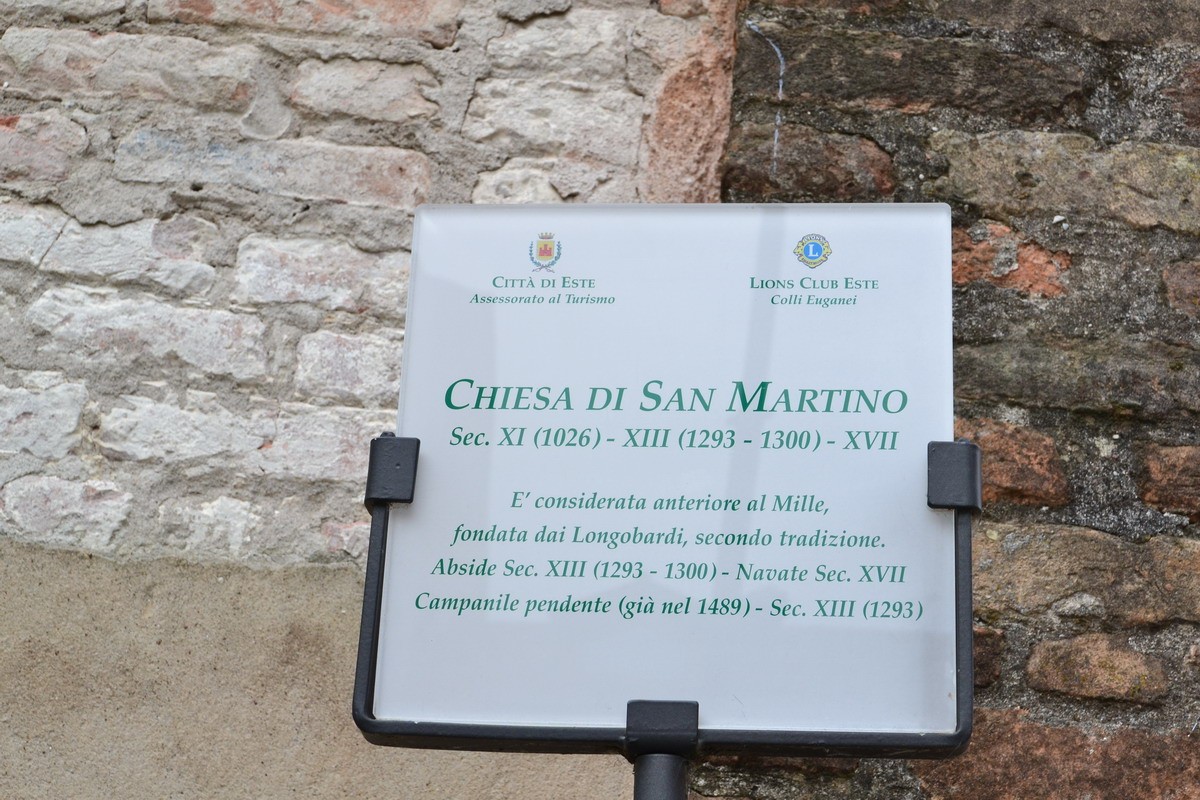 CITTÀ DI ESTE
Assessorato al Turismo
LIONS CLUB ESTE
Colli Euganei
L
CHIESA DI SAN MARTINO
Sec. XI (1026) - XIII (1293 - 1300) - XVII
E' considerata anteriore al Mille,
fondata dai Longobardi, secondo tradizione.
Abside Sec. XIII (1293 - 1300) - Navate Sec. XVII
Campanile pendente (già nel 1489) - Sec. XIII (1293)